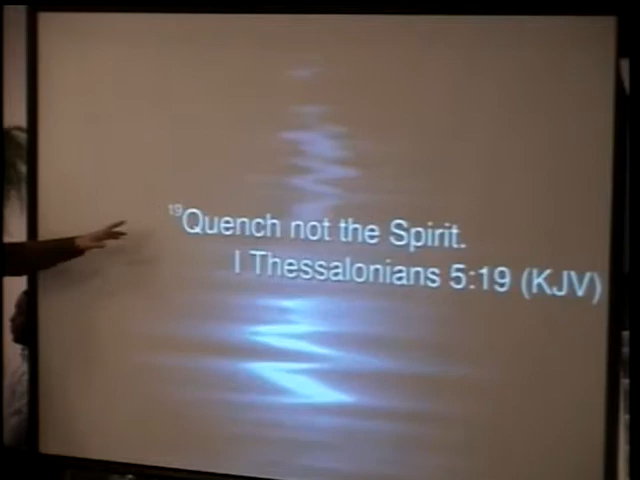 ¹⁹Quench not the Spirit.
I Thessalonians 5:19 (KJV)